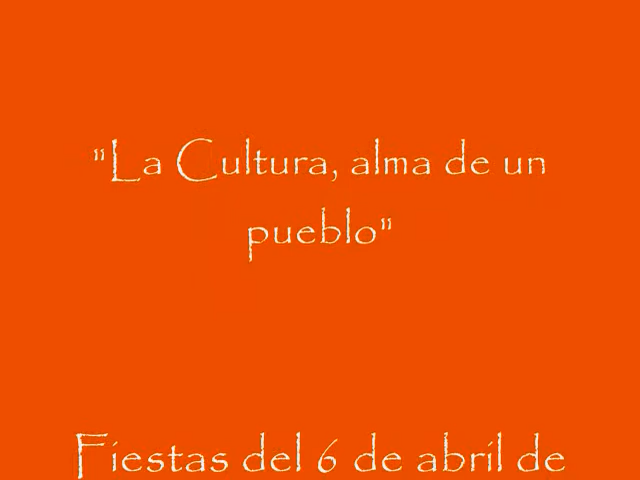 "La Cultura, alma de un
pueblo"
Fiestas del 6 de abril de